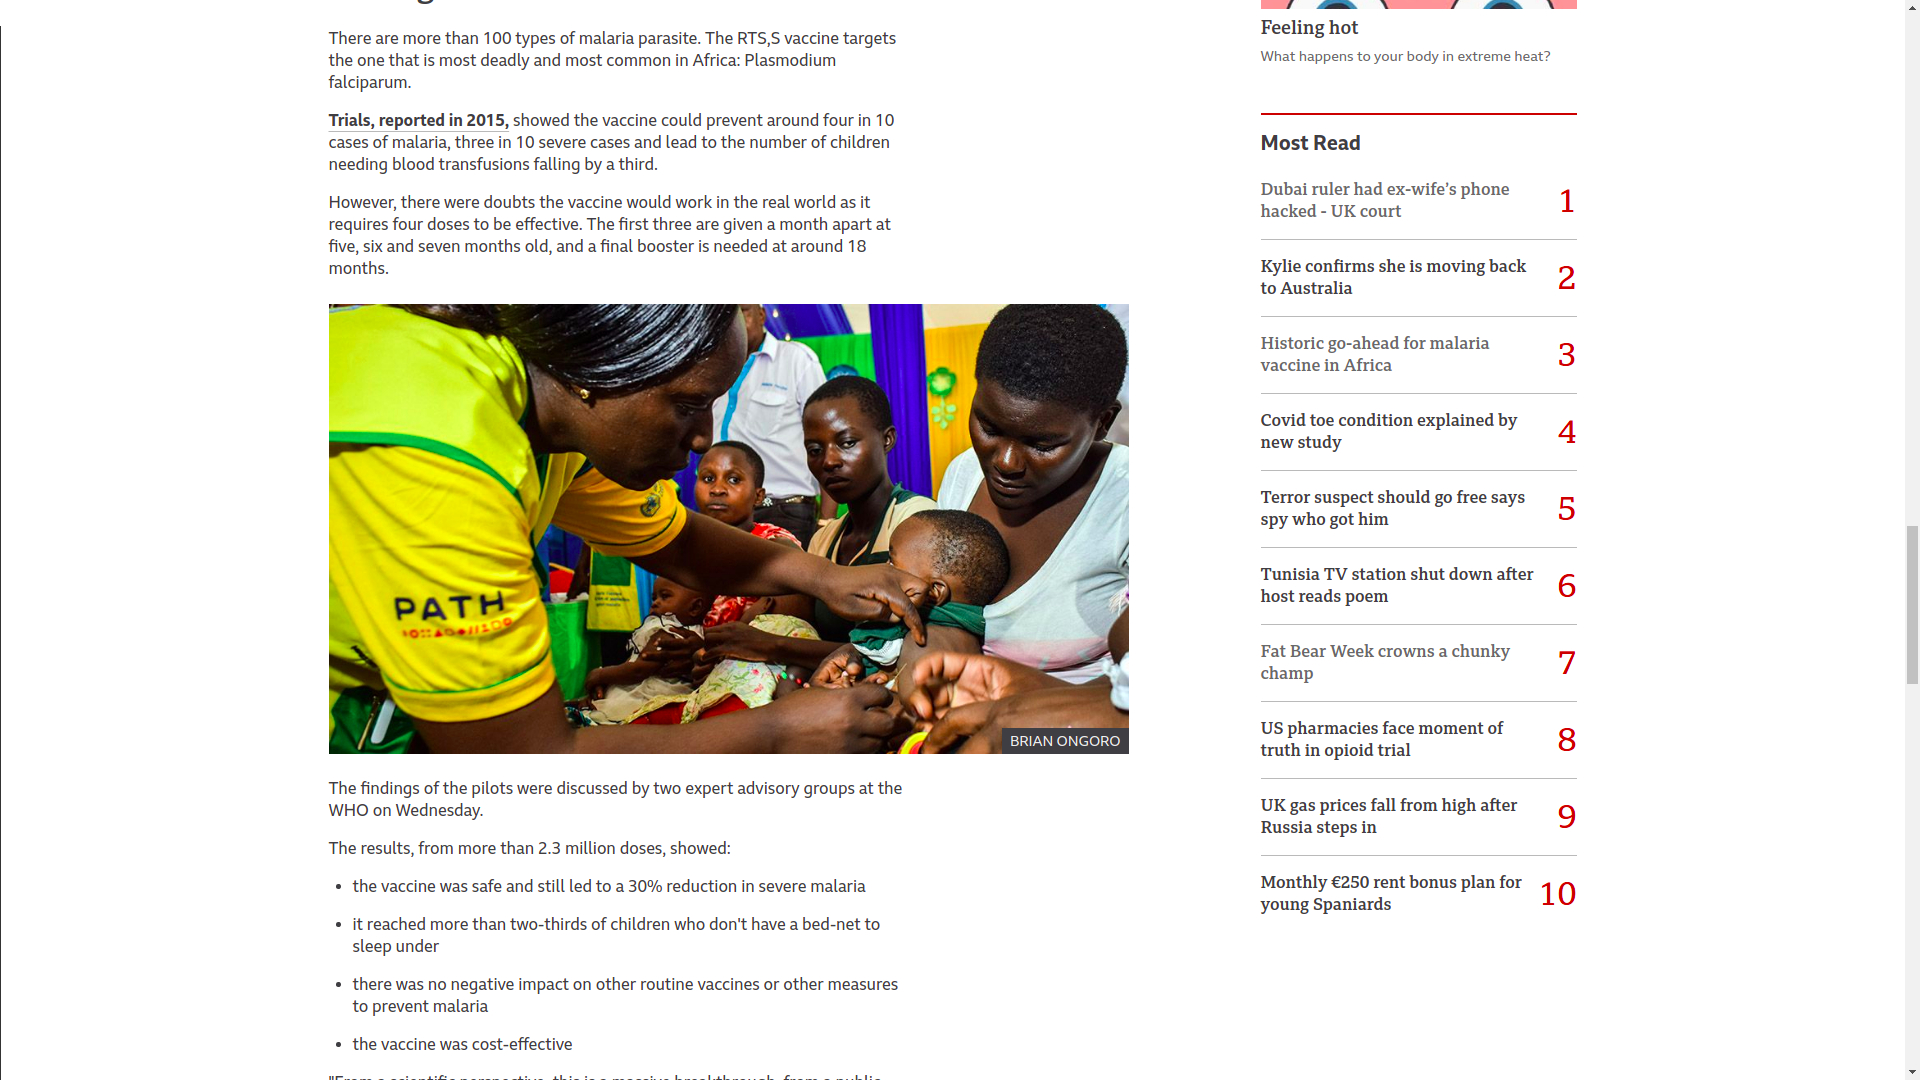 There are more than 100 types of malaria parasite. The RTS,S vaccine targets
the one that is most deadly and most common in Africa: Plasmodium
falciparum.
Trials, reported in 2015, showed the vaccine could prevent around four in 10
cases of malaria, three in 10 severe cases and lead to the number of children
needing blood transfusions falling by a third.
However, there were doubts the vaccine would work in the real world as it
requires four doses to be effective. The first three are given a month apart at
five, six and seven months old, and a final booster is needed at around 18
months.
PATH
BRIAN ONGORO
The findings of the pilots were discussed by two expert advisory groups at the
WHO on Wednesday.
The results, from more than 2.3 million doses, showed:
• the vaccine was safe and still led to a 30% reduction in severe malaria
• it reached more than two-thirds of children who don't have a bed-net to
sleep under
• there was no negative impact on other routine vaccines or other measures
to prevent malaria
• the vaccine was cost-effective
"From a scientific perspective, this is a massive breakthrough, from a public
Feeling hot
What happens to your body in extreme heat?
Most Read
Dubai ruler had ex-wife’s phone
hacked - UK court
1
Kylie confirms she is moving back
to Australia
2
Historic go-ahead for malaria
vaccine in Africa
3
Covid toe condition explained by
new study
4
Terror suspect should go free says
spy who got him
5
Tunisia TV station shut down after
host reads poem
6
Fat Bear Week crowns a chunky
champ
7
US pharmacies face moment of
truth in opioid trial
8
UK gas prices fall from high after
Russia steps in
9
Monthly €250 rent bonus plan for
young Spaniards
10